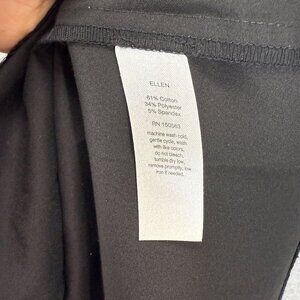 ELLEN
61% Cotton
34% Polyester
5% Spandex
RN 150563
machine wash cold,
gentle cycle, wash
with like colors,
do not bleach,
tumble dry low,
remove promptly, low
iron if needed.